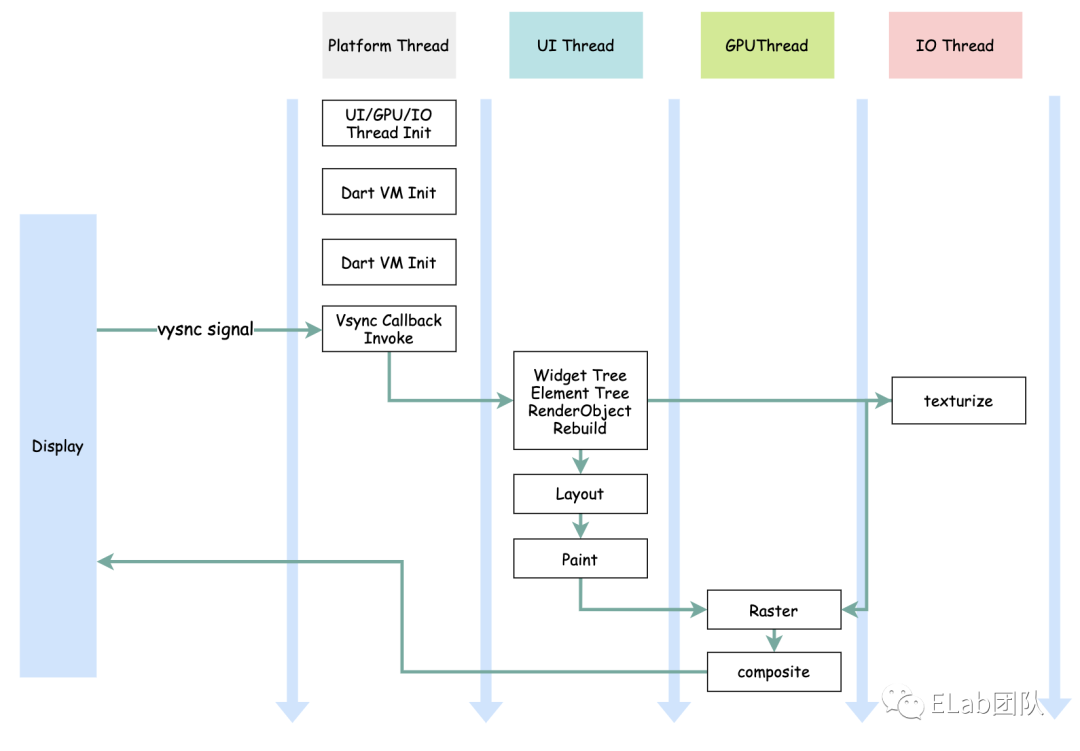 Platform Thread
UI Thread
GPUThread
IO Thread
UI/GPU/IO
Thread Init
Dart VM Init
Dart VM Init
vysnc signal
Vsync Callback
Invoke
Widget Tree
Element Tree
RenderObject
Rebuild
texturize
Display
Layout
Paint
Raster
composite
ELab团队